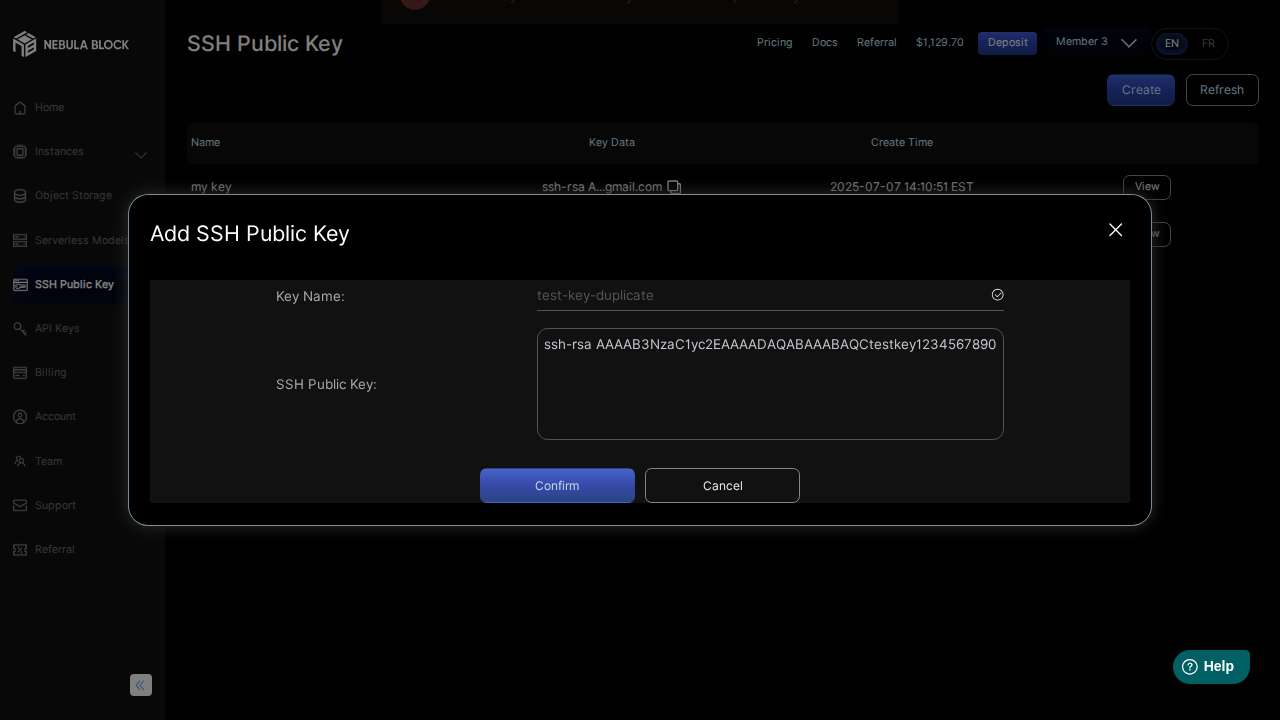 NEBULA BLOCK
SSH Public Key
Pricing
Docs
Referral
$1,129.70
Deposit
Member 3
EN
FR
Create
Refresh
Home
Instances
Object Storage
Serverless Models
SSH Public Key
API Keys
Billing
Account
Team
Support
Referral
Name
Key Data
Create Time
my key
ssh-rsa A...gmail.com
2025-07-07 14:10:51 EST
View
Add SSH Public Key
Key Name:
test-key-duplicate
SSH Public Key:
ssh-rsa AAAAB3NzaC1yc2EAAAADAQABAAABAQCtestkey1234567890
Confirm
Cancel
Help